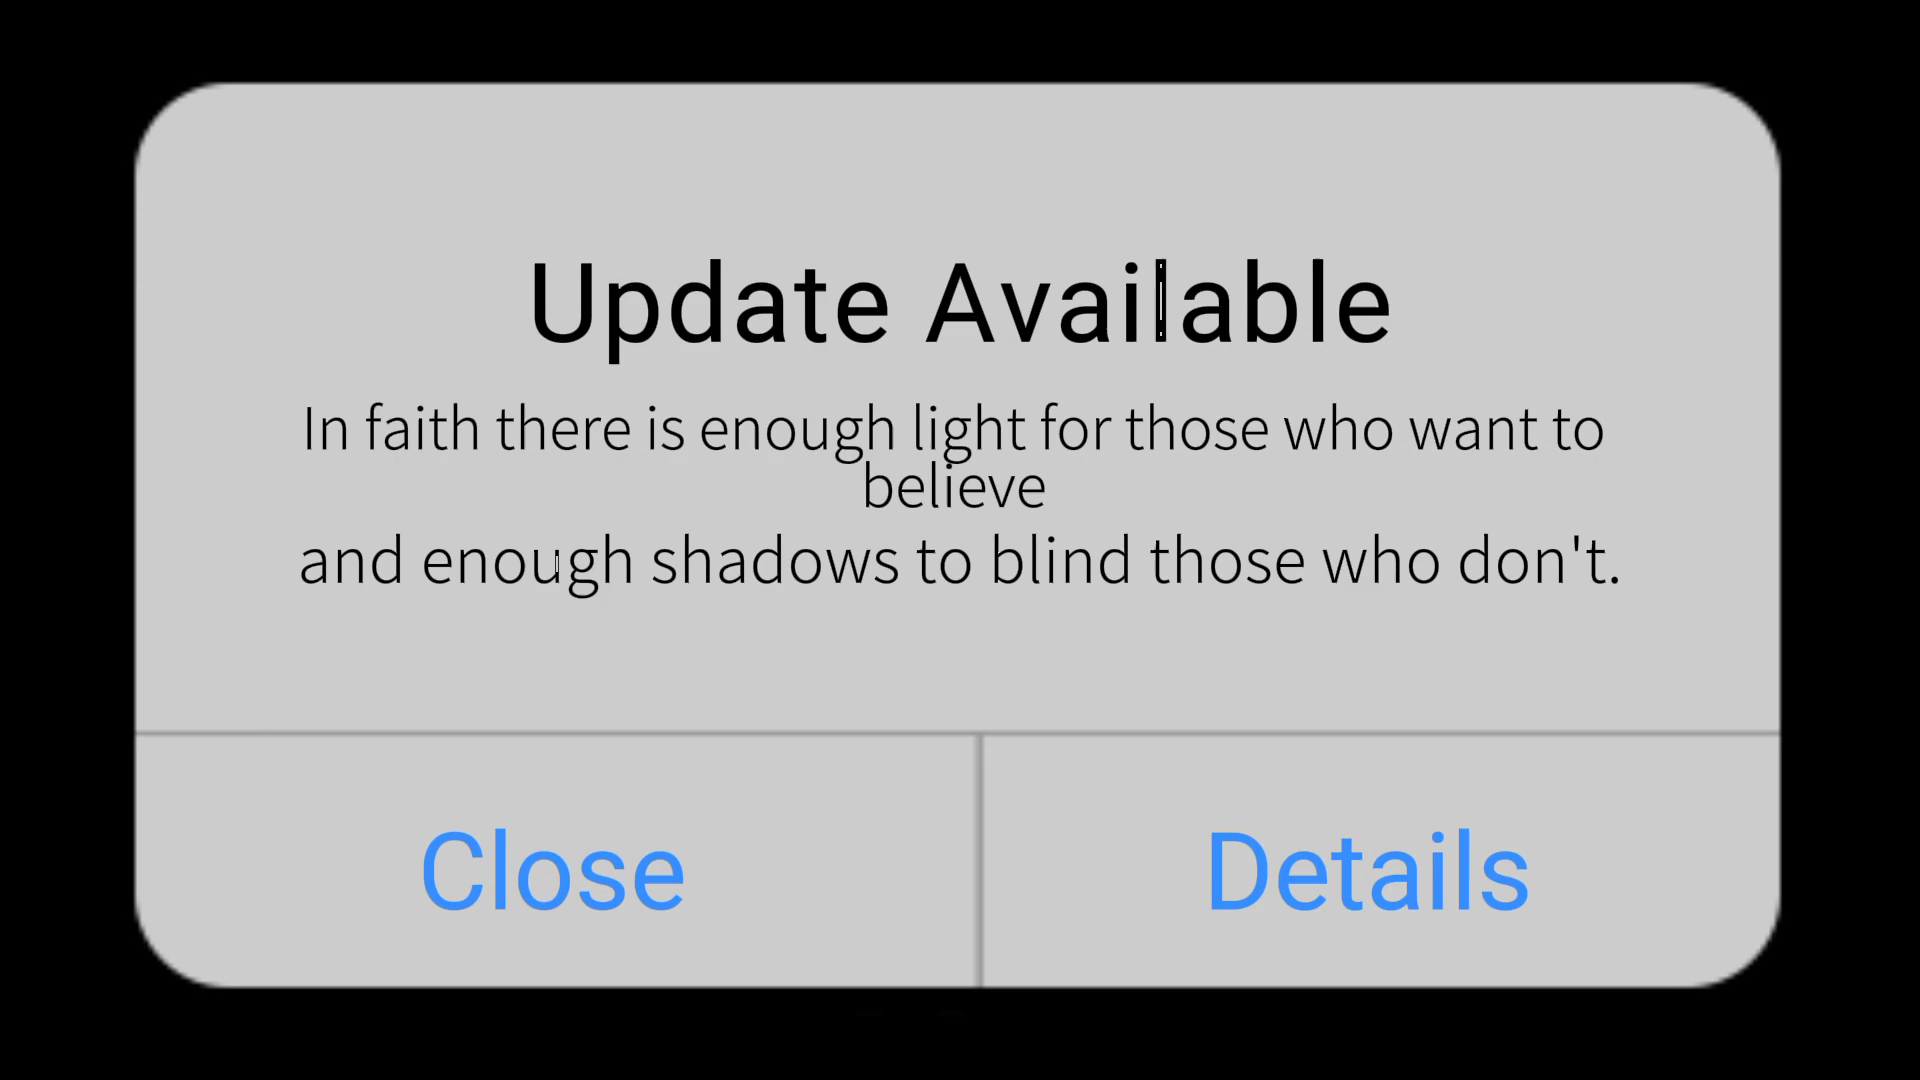 Update Available
In faith there is enough light for those who want to
believe
and enough shadows to blind those who don't.
Close
Details